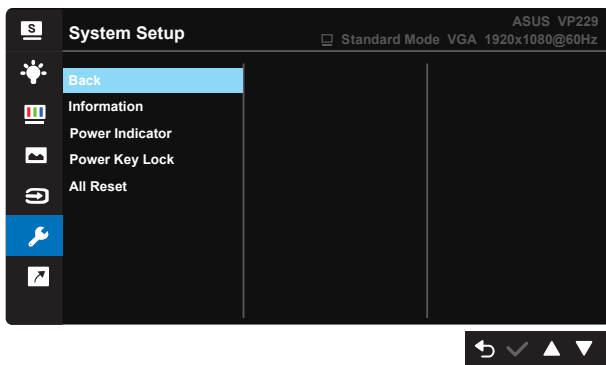 S
System Setup
ASUS VP229
Standard Mode VGA 1920x1080@60Hz
Back
Information
Power Indicator
Power Key Lock
All Reset